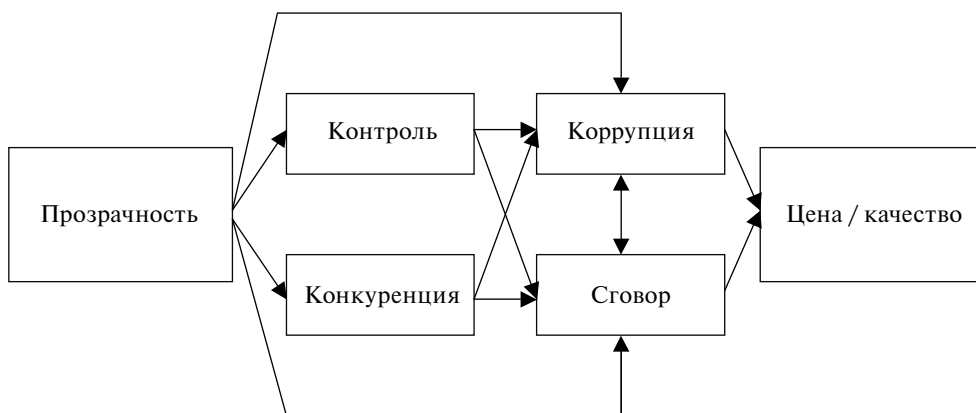 Контроль
Коррупция
Прозрачность
Цена / качество
Конкуренция
Сговор